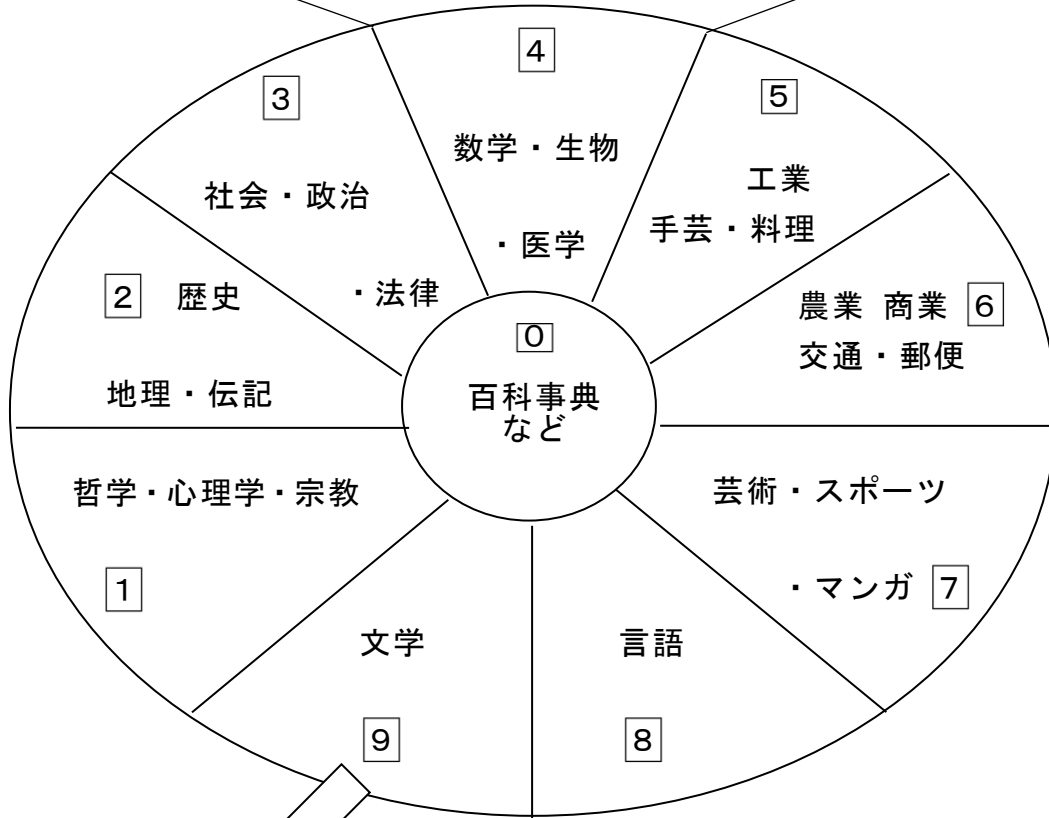 4
数学・生物
・医学
3
社会・政治
・法律
5
工業
手芸・料理
2 歴史
地理・伝記
0
百科事典
など
農業 商業 6
交通・郵便
哲学・心理学・宗教
1
芸術・スポーツ
・マンガ 7
文学
9
言語
8